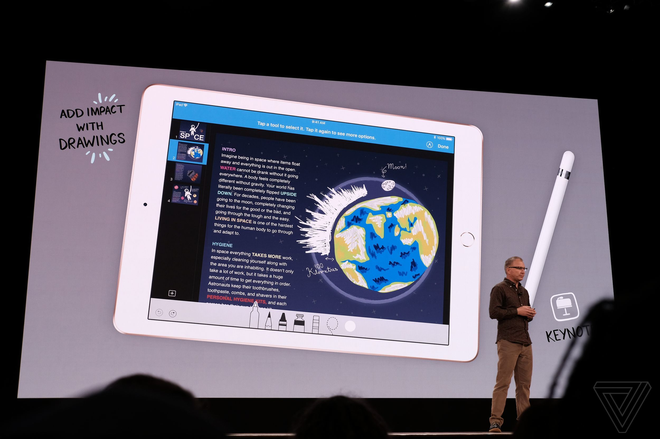 ADD IMPACT
WITH
DRAWINGS
9:41 AM
100%
Tap a tool to select it. Tap it again to see more options.
Done
SPACE
INTRO
Imagine being in space where items float
away and everything is out in the open.
WATER cannot be drank without it going
everywhere. A body feels completely
different without gravity. Your world has
literally been completely flipped UPSIDE
DOWN. For decades, people have been
going to the moon, completely changing
their lives for the good or the bad, and
going through the tough and the easy.
LIVING IN SPACE is one of the hardest
things for the human body to go through
and adapt to.
HYGIENE
In space everything TAKES MORE work,
especially cleaning yourself along with
the area you are inhabiting. It doesn't only
take a lot of work, but it takes a huge
amount of time to get everything in order.
Astronauts keep their toothbrushes,
toothpaste, combs, and shavers in their
PERSONAL HYGIENE KITS, and each
Moon!
Kilometers
KEYNOT